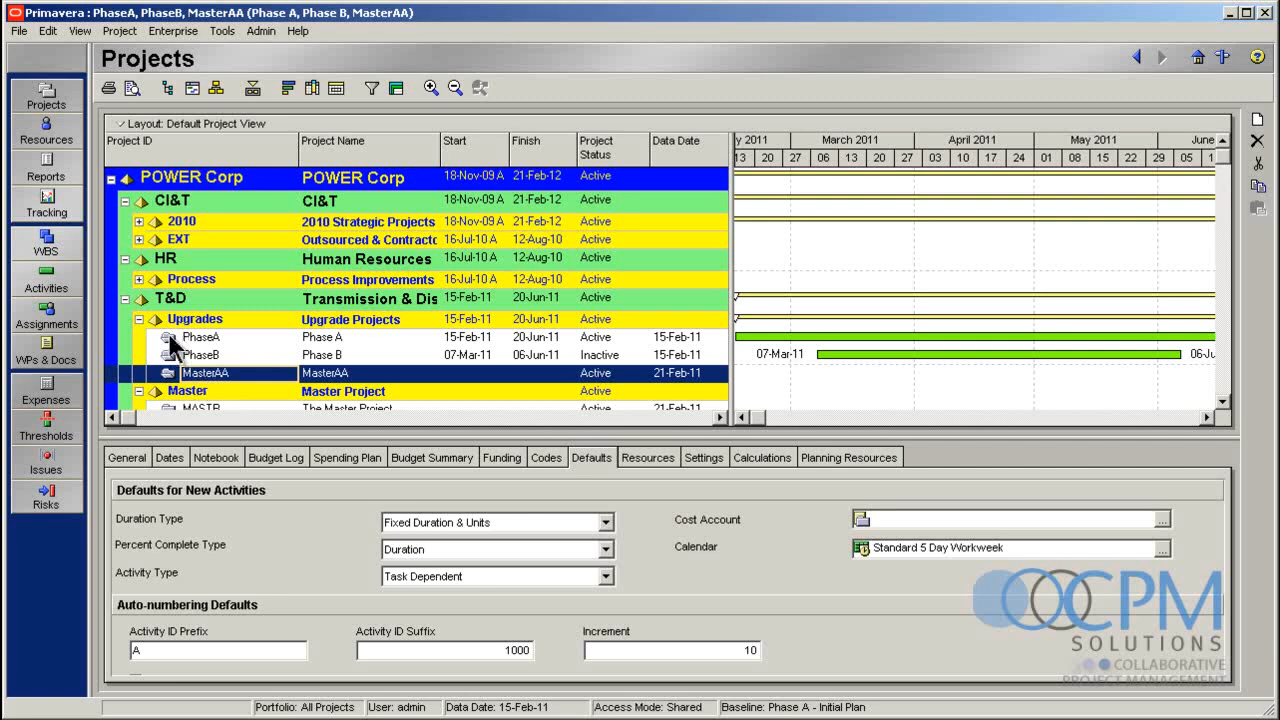 Primavera : PhaseA, PhaseB, MasterAA (Phase A, Phase B, MasterAA)
File Edit View Project Enterprise Tools Admin Help
Projects
Projects
Resources
Reports
Tracking
WBS
Activities
Assignments
WPs & Docs
Expenses
Thresholds
Issues
Risks
Layout: Default Project View
Project ID Project Name Start Finish Project Status Data Date
y 2011 March 2011 April 2011 May 2011 June
13 20 27 06 13 20 27 03 10 17 24 01 08 15 22 29 05 1
POWER Corp POWER Corp 18-Nov-09 A 21-Feb-12 Active
CI&T CI&T 18-Nov-09 A 21-Feb-12 Active
2010 2010 Strategic Projects 18-Nov-09 A 21-Feb-12 Active
EXT Outsourced & Contracto 16-Jul-10 A 12-Aug-10 Active
HR Human Resources 16-Jul-10 A 12-Aug-10 Active
Process Process Improvements 16-Jul-10 A 12-Aug-10 Active
T&D Transmission & Dis 15-Feb-11 20-Jun-11 Active
Upgrades Upgrade Projects 15-Feb-11 20-Jun-11 Active
PhaseA Phase A 15-Feb-11 20-Jun-11 Active 15-Feb-11
PhaseB Phase B 07-Mar-11 06-Jun-11 Inactive 15-Feb-11 07-Mar-11 06-Ju
MasterAA MasterAA Active 21-Feb-11
Master Master Project Active
MASTR The Master Project Active 21-Feb-11
General Dates Notebook Budget Log Spending Plan Budget Summary Funding Codes Defaults Resources Settings Calculations Planning Resources
Defaults for New Activities
Duration Type Fixed Duration & Units Cost Account
Percent Complete Type Duration Calendar Standard 5 Day Workweek
Activity Type Task Dependent
Auto-numbering Defaults
Activity ID Prefix Activity ID Suffix Increment
A 1000 10
CPM
SOLUTIONS
COLLABORATIVE
PROJECT MANAGEMENT
Portfolio: All Projects User: admin Data Date: 15-Feb-11 Access Mode: Shared Baseline: Phase A - Initial Plan